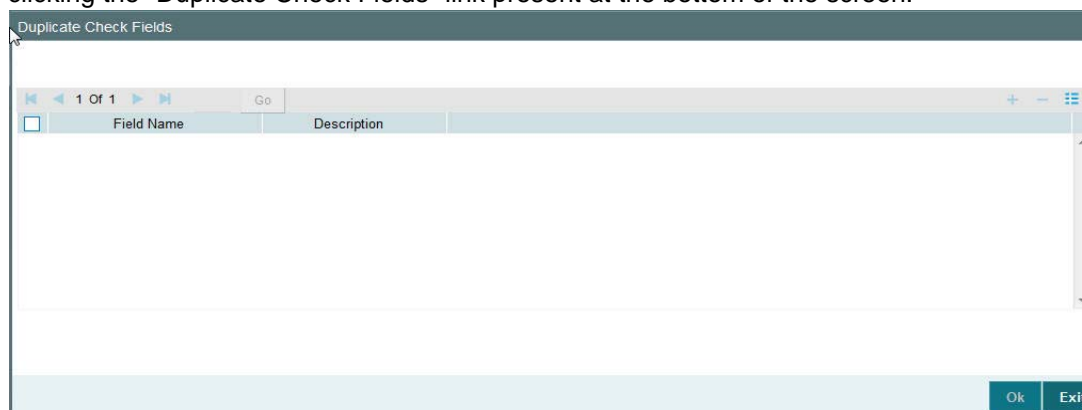 clicking the "Duplicate Check Fields" link present at the bottom of the screen.
Duplicate Check Fields
1 Of 1 Go
Field Name Description
Ok Exi